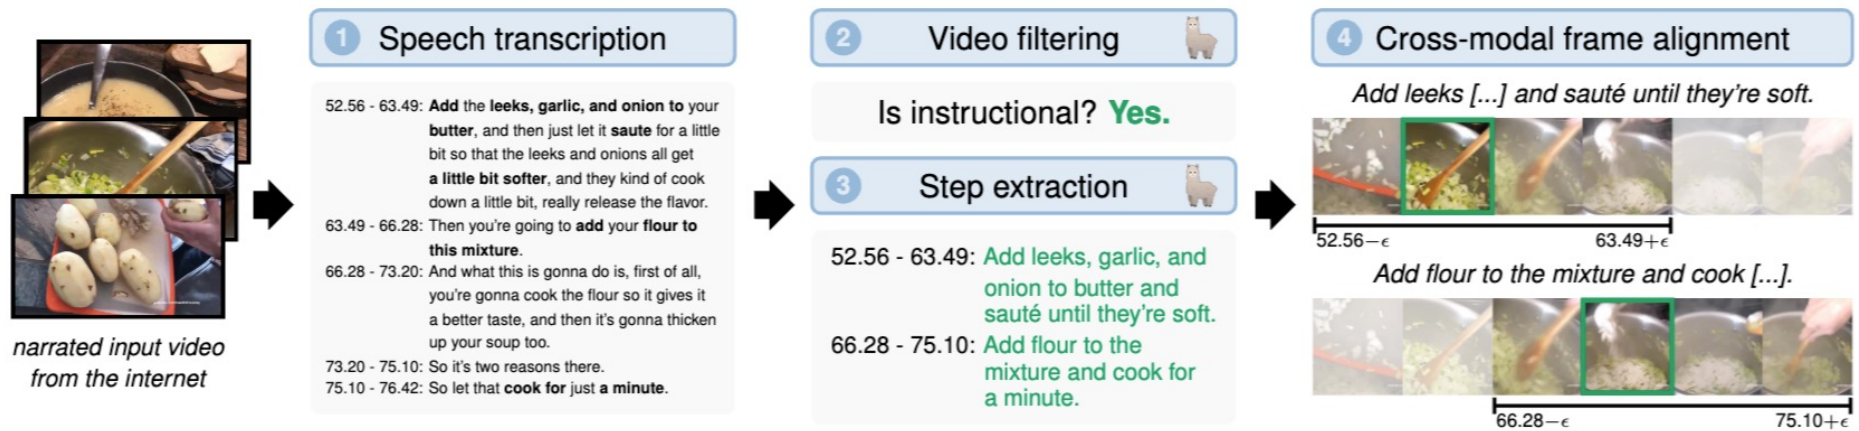 narrated input video
from the internet
1 Speech transcription
52.56 - 63.49: Add the leeks, garlic, and onion to your
butter, and then just let it saute for a little
bit so that the leeks and onions all get
a little bit softer, and they kind of cook
down a little bit, really release the flavor.
63.49 - 66.28: Then you're going to add your flour to
this mixture.
66.28 - 73.20: And what this is gonna do is, first of all,
you're gonna cook the flour so it gives it
a better taste, and then it's gonna thicken
up your soup too.
73.20 - 75.10: So it's two reasons there.
75.10 - 76.42: So let that cook for just a minute.
2 Video filtering
Is instructional? Yes.
3 Step extraction
52.56 - 63.49: Add leeks, garlic, and
onion to butter and
sauté until they're soft.
66.28 - 75.10: Add flour to the
mixture and cook for
a minute.
4 Cross-modal frame alignment
Add leeks [...] and sauté until they're soft.
52.56−ϵ 63.49+ϵ
Add flour to the mixture and cook [...].
66.28−ϵ 75.10+ϵ